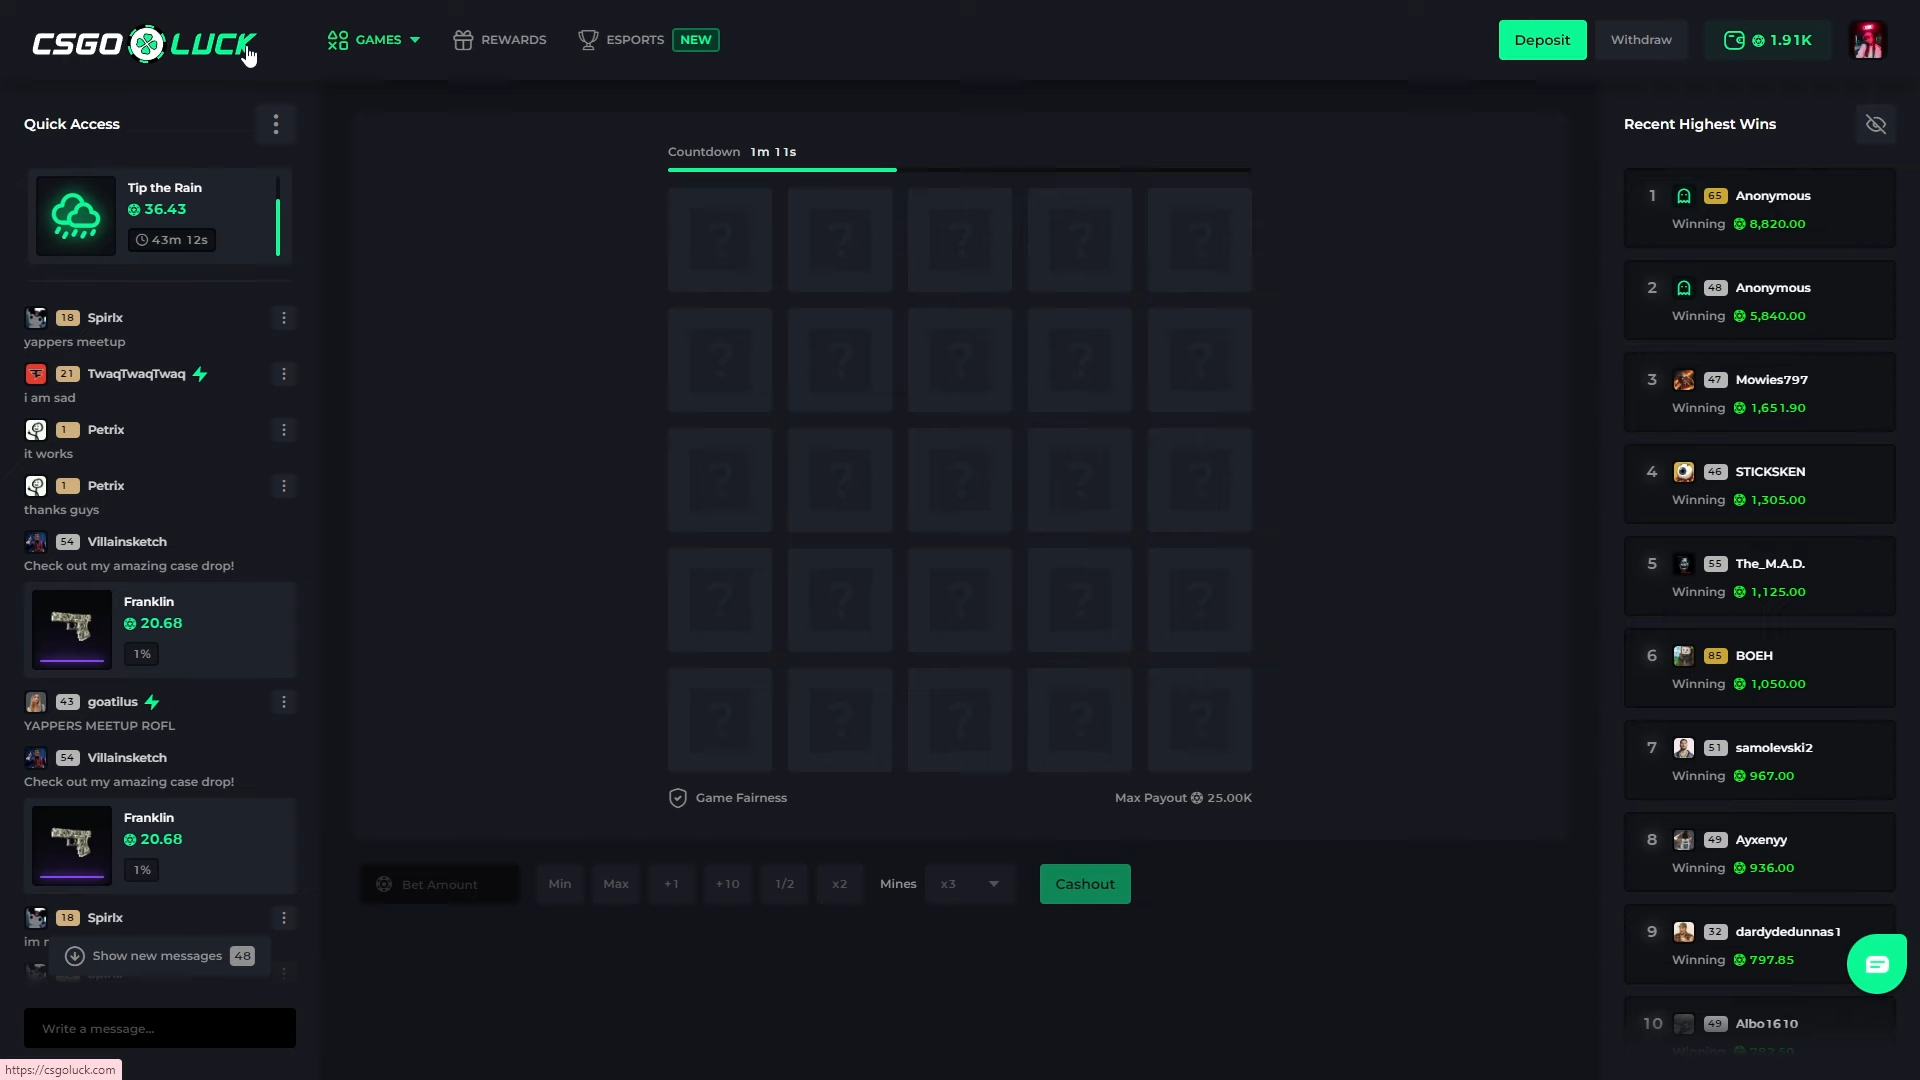 CSGO LUCK
GAMES
REWARDS
ESPORTS NEW
Deposit
Withdraw
1.91K
Quick Access
Tip the Rain
36.43
43m 12s
18 Spirlx
yappers meetup
21 TwaqTwaqTwaq
i am sad
1 Petrix
it works
1 Petrix
thanks guys
54 Villainsketch
Check out my amazing case drop!
Franklin
20.68
1%
43 goatilus
YAPPERS MEETUP ROFL
54 Villainsketch
Check out my amazing case drop!
Franklin
20.68
1%
18 Spirlx
Show new messages 48
Write a message...
https://csgoluck.com
Countdown 1m 11s
? ? ? ? ?
? ? ? ? ?
? ? ? ? ?
? ? ? ? ?
? ? ? ? ?
Game Fairness
Max Payout 25.00K
Bet Amount
Min
Max
+1
+10
1/2
x2
Mines
x3
Cashout
Recent Highest Wins
1 65 Anonymous
Winning 8,820.00
2 48 Anonymous
Winning 5,840.00
3 47 Mowies797
Winning 1,651.90
4 46 STICKSKEN
Winning 1,305.00
5 55 The_M.A.D.
Winning 1,125.00
6 85 BOEH
Winning 1,050.00
7 51 samolevski2
Winning 967.00
8 49 Ayxenyy
Winning 936.00
9 32 dardydedunnas1
Winning 797.85
10 49 Albo1610
Winning